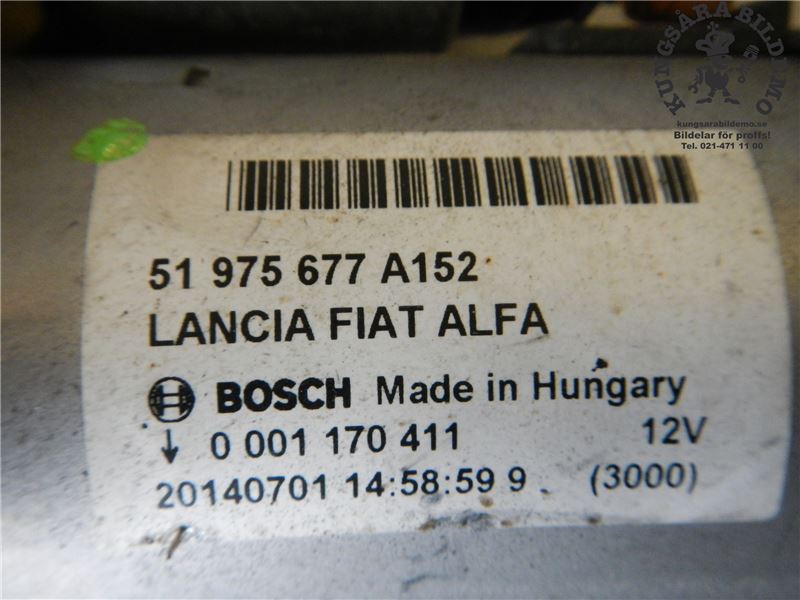 KUNGSÅRA BILDEMO
kungsarabildemo.se
Bildelar för proffs!
Tel. 021-471 11 00
51 975 677 A152
LANCIA FIAT ALFA
BOSCH Made in Hungary
↓ 0 001 170 411 12V
20140701 14:58:59 9 (3000)